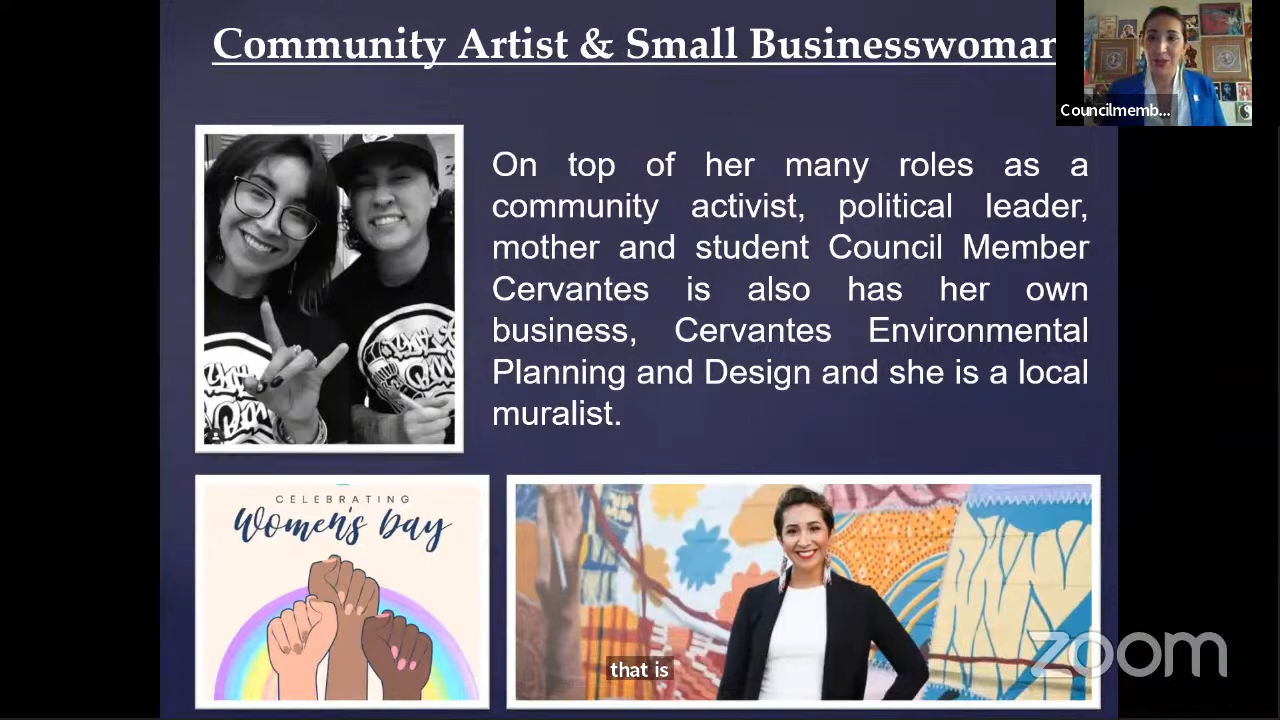 Community Artist & Small Businesswoman
Councilmemb...
On top of her many roles as a
community activist, political leader,
mother and student Council Member
Cervantes is also has her own
business, Cervantes Environmental
Planning and Design and she is a local
muralist.
CELEBRATING
Women's Day
that is
zoom